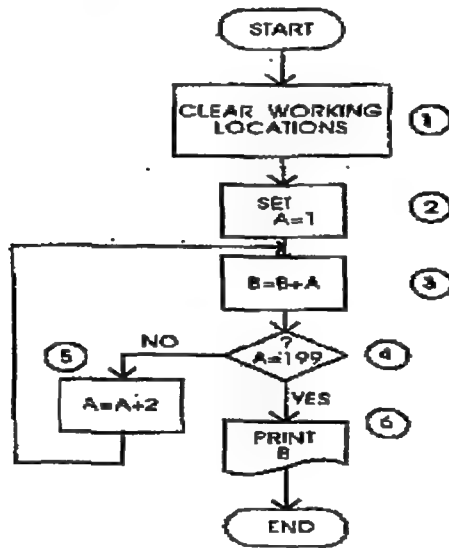 START
CLEAR WORKING
LOCATIONS
1
SET
A=1
2
B=B+A
3
?
A=199
4
NO
5
A=A+2
YES
6
PRINT
B
END